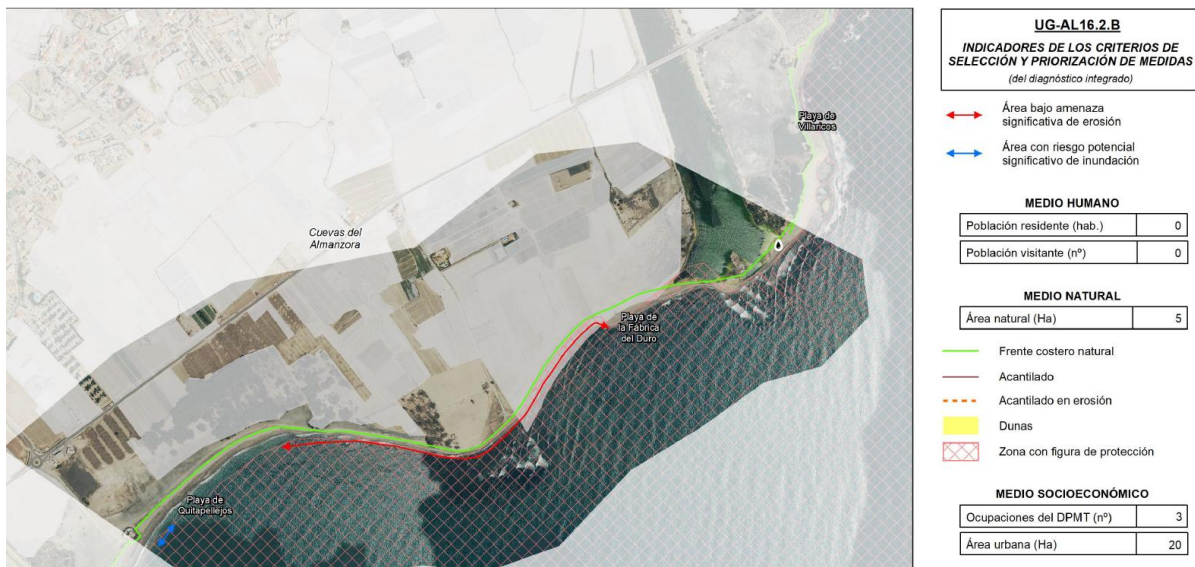 Playa de
Villaricos
Cuevas del
Almanzora
Playa de
la Fábrica
del Duro
Playa de
Quitapellejos
UG-AL16.2.B
INDICADORES DE LOS CRITERIOS DE
SELECCIÓN Y PRIORIZACIÓN DE MEDIDAS
(del diagnóstico integrado)
Área bajo amenaza
significativa de erosión
Área con riesgo potencial
significativo de inundación
MEDIO HUMANO
Población residente (hab.) 0
Población visitante (nº) 0
MEDIO NATURAL
Área natural (Ha) 5
Frente costero natural
Acantilado
Acantilado en erosión
Dunas
Zona con figura de protección
MEDIO SOCIOECONÓMICO
Ocupaciones del DPMT (nº) 3
Área urbana (Ha) 20